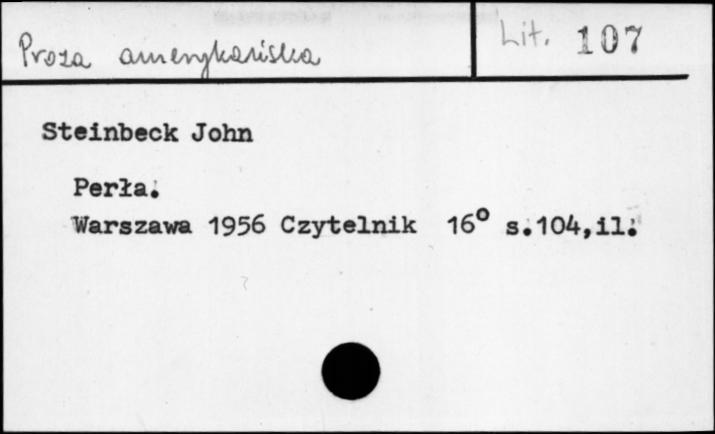 Proza amerykańska
Lit. 107
Steinbeck John
Perła.
Warszawa 1956 Czytelnik 16° s.104,il.